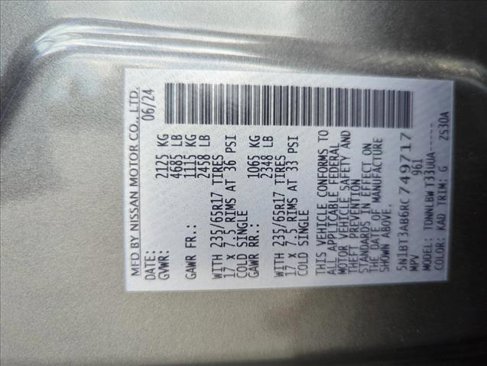 MFD BY NISSAN MOTOR CO., LTD.
DATE: 06/24
GVWR: 2125 KG
4685 LB
GAWR FR.: 1115 KG
2458 LB
WITH 235/65R17 TIRES
17 X 7.5 RIMS AT 36 PSI
COLD SINGLE
GAWR RR.: 1065 KG
2348 LB
WITH 235/65R17 TIRES
17 X 7.5 RIMS AT 33 PSI
COLD SINGLE
THIS VEHICLE CONFORMS TO
ALL APPLICABLE FEDERAL
MOTOR VEHICLE SAFETY AND
THEFT PREVENTION
STANDARDS IN EFFECT ON
THE DATE OF MANUFACTURE
SHOWN ABOVE.
5N1BT3AB6RC749717
MPV 961
MODEL:
COLOR: KAD TRIM: G 2S30A